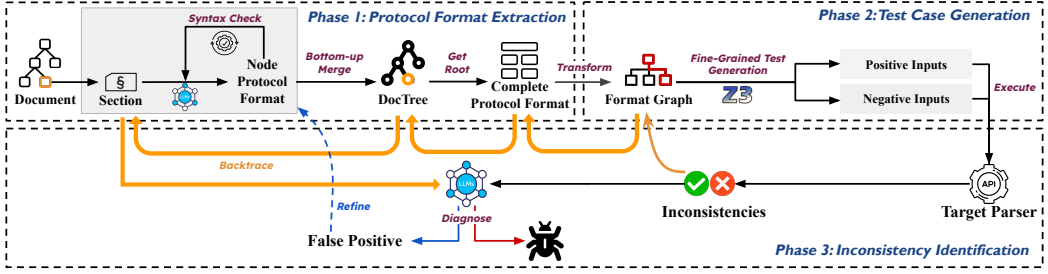 Phase 1: Protocol Format Extraction
Phase 2: Test Case Generation
Syntax Check
Document
§
Section
LLMs
Node
Protocol
Format
Bottom-up
Merge
DocTree
Get
Root
Complete
Protocol Format
Transform
Format Graph
Fine-Grained Test
Generation
Z3
Positive Inputs
Negative Inputs
Execute
Backtrace
Refine
LLMs
Diagnose
False Positive
Inconsistencies
API
Target Parser
Phase 3: Inconsistency Identification